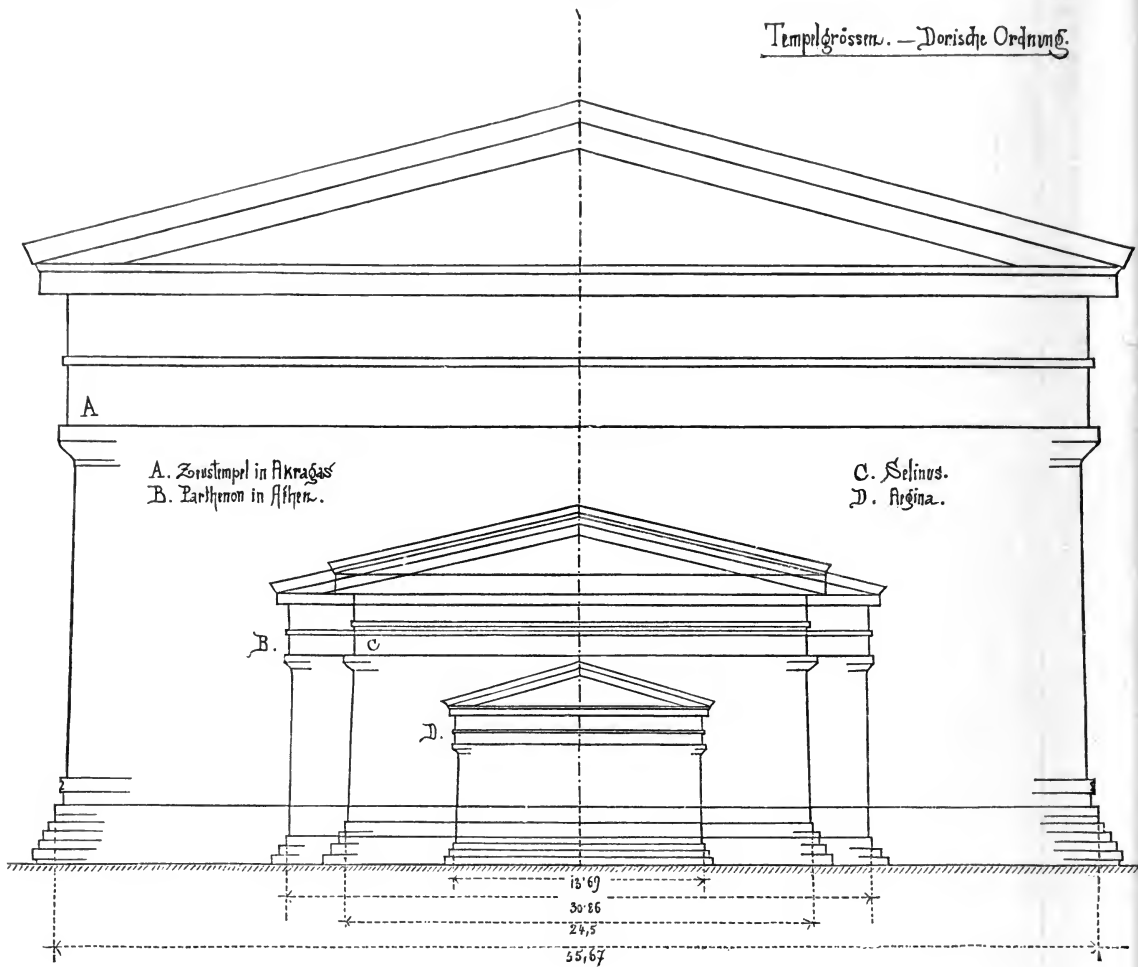 Tempelgrössen. — Dorische Ordnung.
A
A. Zeustempel in Akragas
B. Parthenon in Athen.
C. Selinus.
D. Aegina.
B.
C
D.
13·69
30·86
24,5
55,67